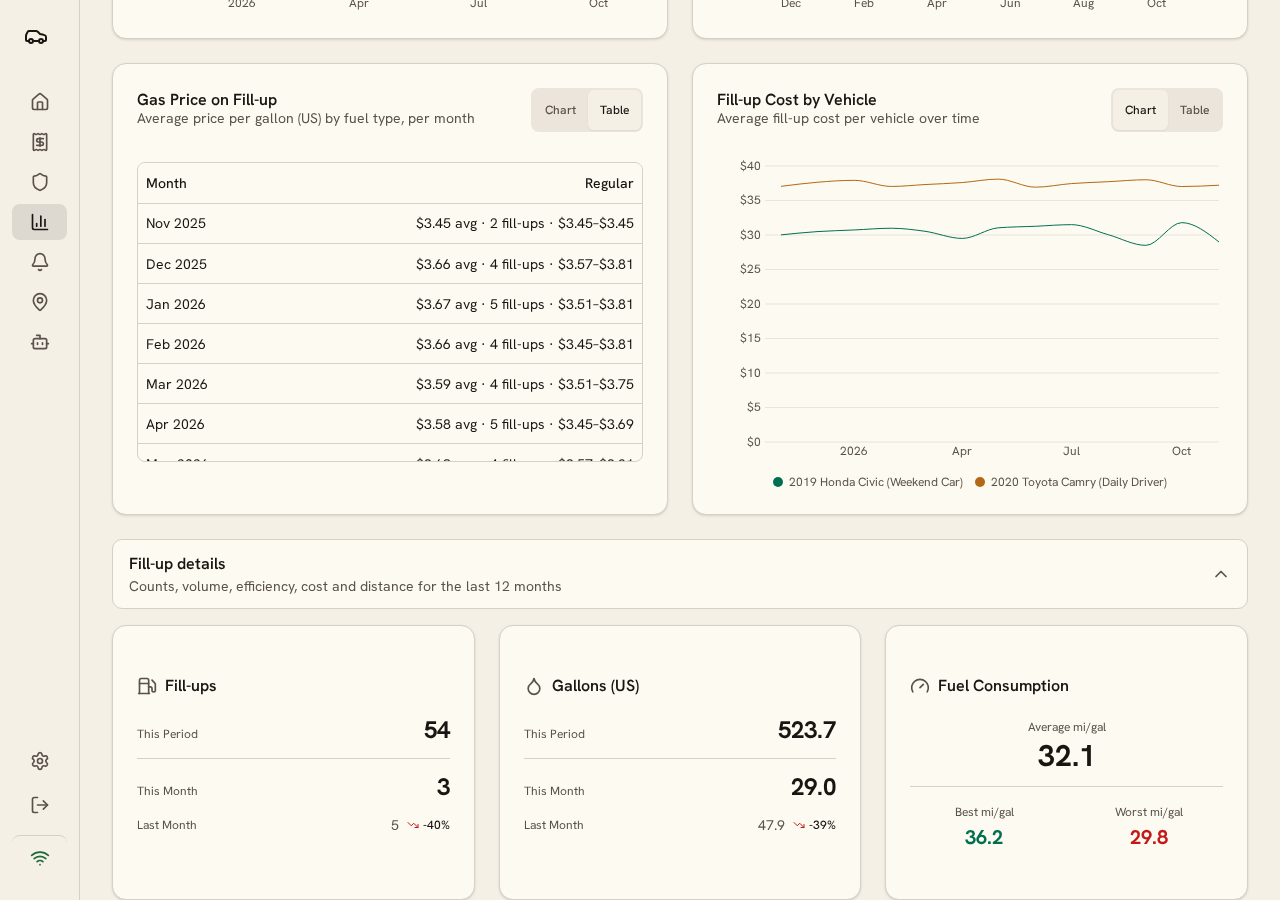 2026 Apr Jul Oct
Dec Feb Apr Jun Aug Oct
Gas Price on Fill-up
Average price per gallon (US) by fuel type, per month
Chart Table
Month Regular
Nov 2025 $3.45 avg · 2 fill-ups · $3.45–$3.45
Dec 2025 $3.66 avg · 4 fill-ups · $3.57–$3.81
Jan 2026 $3.67 avg · 5 fill-ups · $3.51–$3.81
Feb 2026 $3.66 avg · 4 fill-ups · $3.45–$3.81
Mar 2026 $3.59 avg · 4 fill-ups · $3.51–$3.75
Apr 2026 $3.58 avg · 5 fill-ups · $3.45–$3.69
Fill-up Cost by Vehicle
Average fill-up cost per vehicle over time
Chart Table
$40
$35
$30
$25
$20
$15
$10
$5
$0
2026 Apr Jul Oct
2019 Honda Civic (Weekend Car) 2020 Toyota Camry (Daily Driver)
Fill-up details
Counts, volume, efficiency, cost and distance for the last 12 months
Fill-ups
This Period 54
This Month 3
Last Month 5 -40%
Gallons (US)
This Period 523.7
This Month 29.0
Last Month 47.9 -39%
Fuel Consumption
Average mi/gal
32.1
Best mi/gal Worst mi/gal
36.2 29.8